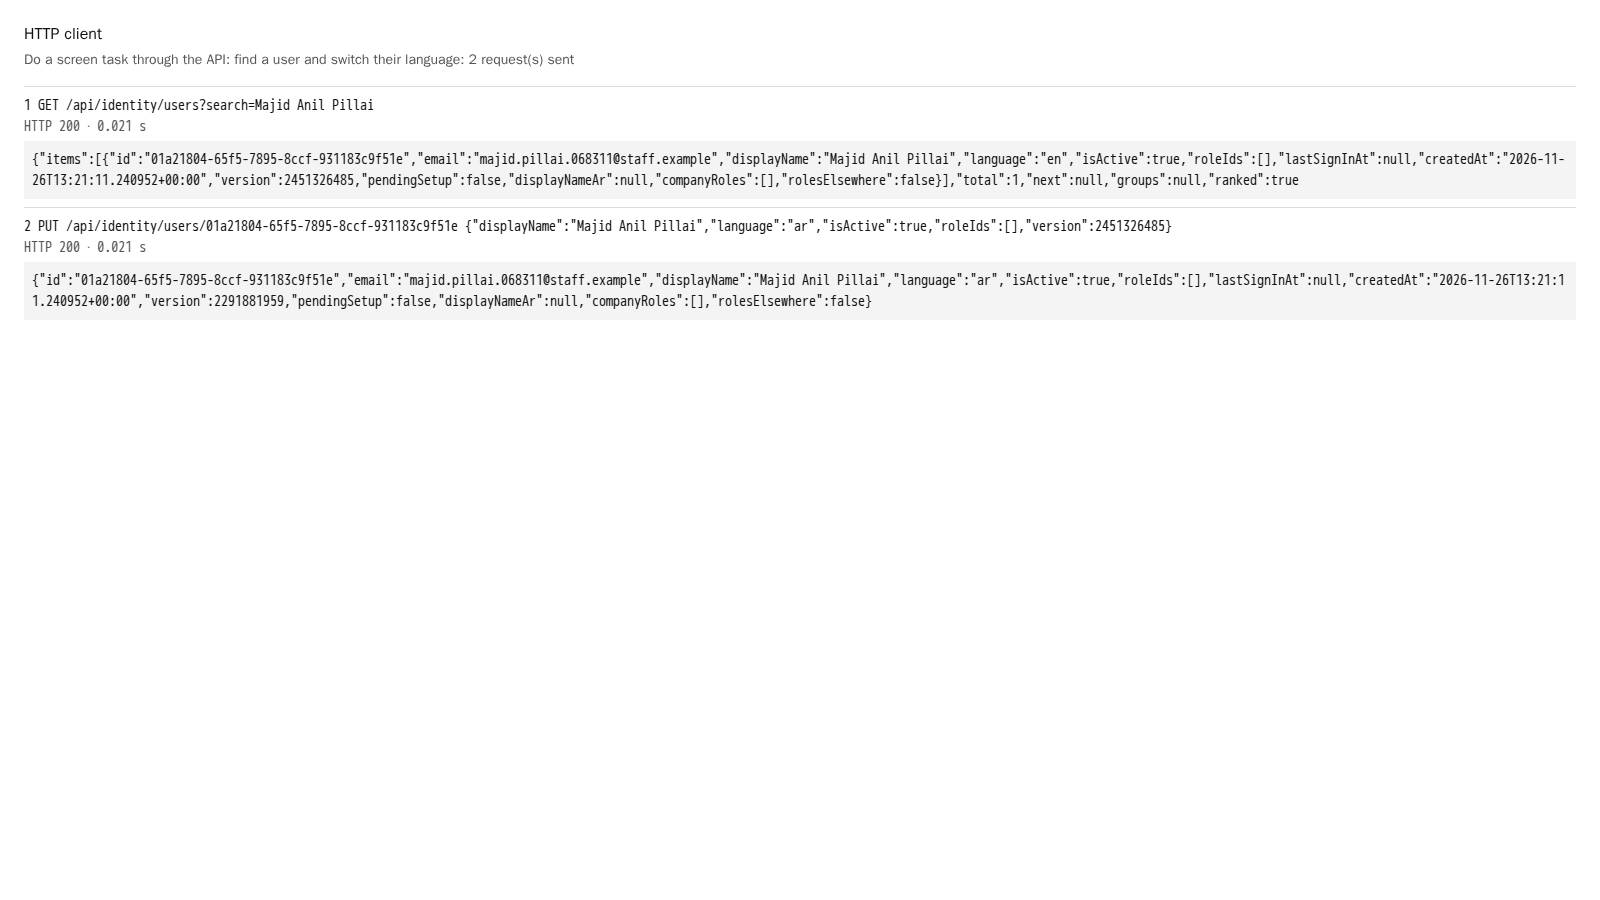 HTTP client
Do a screen task through the API: find a user and switch their language: 2 request(s) sent
1 GET /api/identity/users?search=Majid Anil Pillai
HTTP 200 · 0.021 s
{"items":[{"id":"01a21804-65f5-7895-8ccf-931183c9f51e","email":"majid.pillai.068311@staff.example","displayName":"Majid Anil Pillai","language":"en","isActive":true,"roleIds":[],"lastSignInAt":null,"createdAt":"2026-11-
26T13:21:11.240952+00:00","version":2451326485,"pendingSetup":false,"displayNameAr":null,"companyRoles":[],"rolesElsewhere":false}],"total":1,"next":null,"groups":null,"ranked":true
2 PUT /api/identity/users/01a21804-65f5-7895-8ccf-931183c9f51e {"displayName":"Majid Anil Pillai","language":"ar","isActive":true,"roleIds":[],"version":2451326485}
HTTP 200 · 0.021 s
{"id":"01a21804-65f5-7895-8ccf-931183c9f51e","email":"majid.pillai.068311@staff.example","displayName":"Majid Anil Pillai","language":"ar","isActive":true,"roleIds":[],"lastSignInAt":null,"createdAt":"2026-11-26T13:21:1
1.240952+00:00","version":2291881959,"pendingSetup":false,"displayNameAr":null,"companyRoles":[],"rolesElsewhere":false}